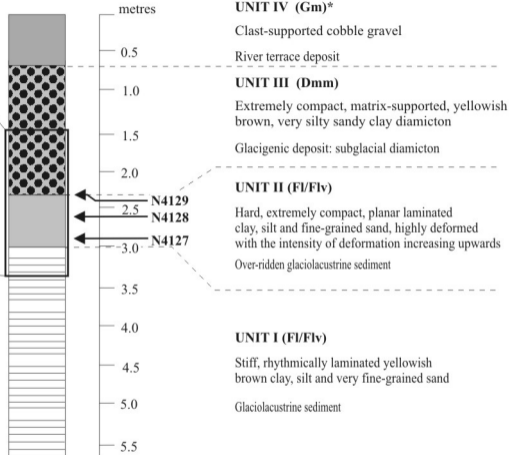 metres
0.5
1.0
1.5
2.0
2.5
3.0
3.5
4.0
4.5
5.0
5.5
N4129
N4128
N4127
UNIT IV (Gm)*
Clast-supported cobble gravel
River terrace deposit
UNIT III (Dmm)
Extremely compact, matrix-supported, yellowish
brown, very silty sandy clay diamicton
Glacigenic deposit: subglacial diamicton
UNIT II (Fl/Flv)
Hard, extremely compact, planar laminated
clay, silt and fine-grained sand, highly deformed
with the intensity of deformation increasing upwards
Over-ridden glaciolacustrine sediment
UNIT I (Fl/Flv)
Stiff, rhythmically laminated yellowish
brown clay, silt and very fine-grained sand
Glaciolacustrine sediment